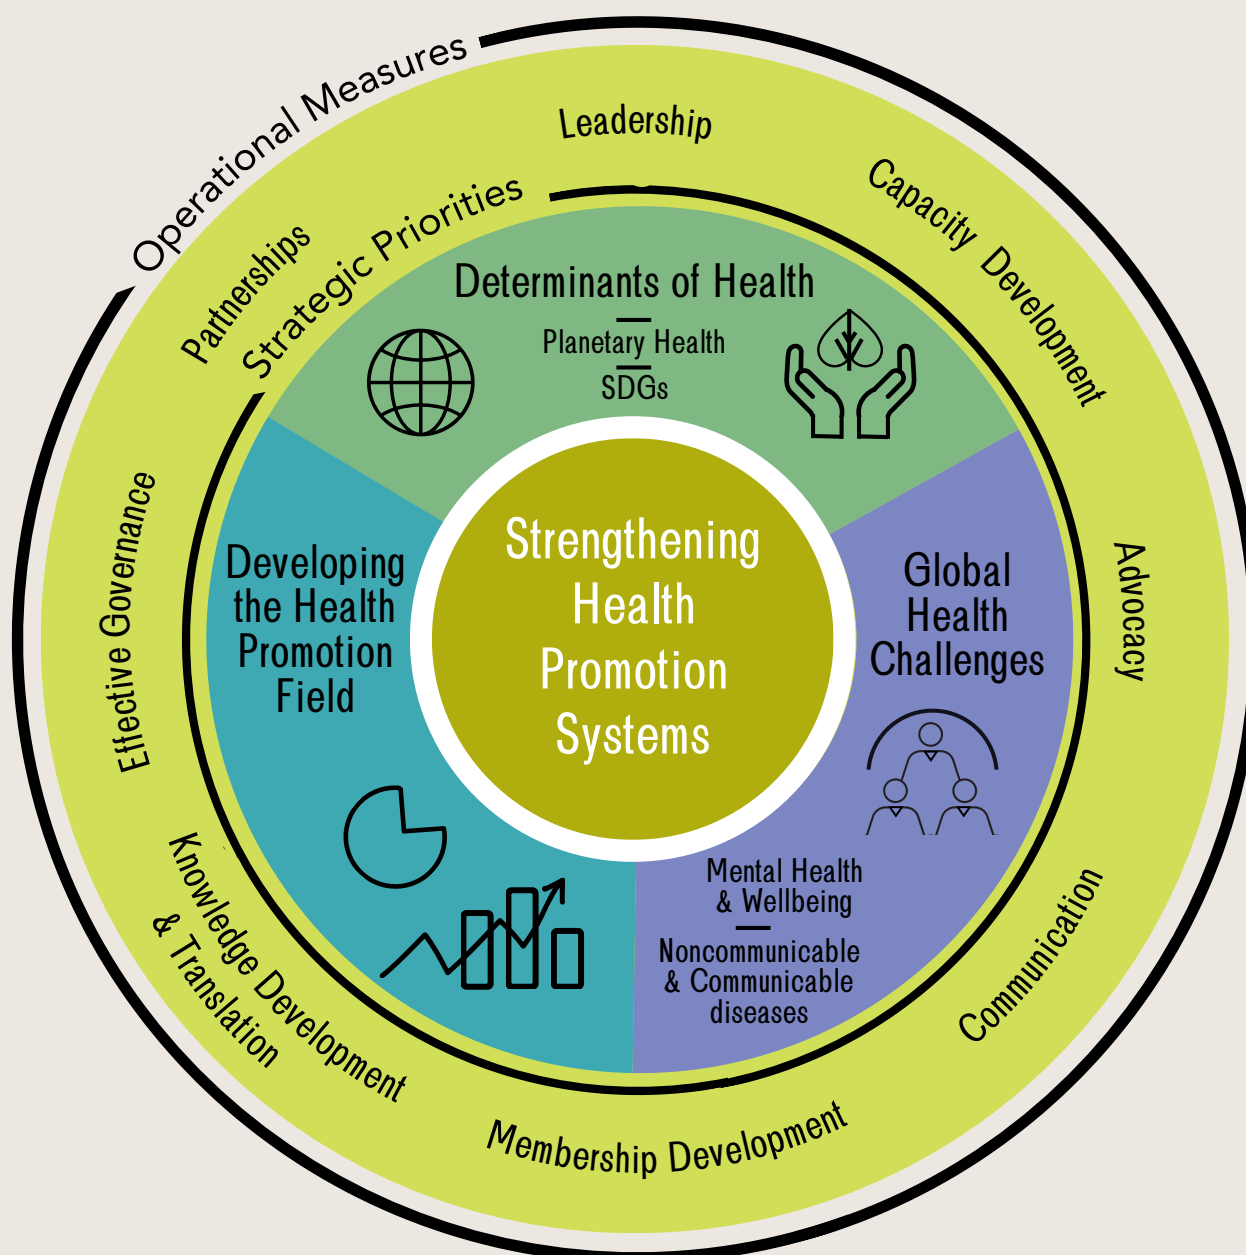 Operational Measures
Leadership
Capacity Development
Advocacy
Communication
Membership Development
Knowledge Development
& Translation
Effective Governance
Partnerships
Strategic Priorities
Determinants of Health
Planetary Health
SDGs
Global
Health
Challenges
Mental Health
& Wellbeing
Noncommunicable
& Communicable
diseases
Developing
the Health
Promotion
Field
Strengthening
Health
Promotion
Systems